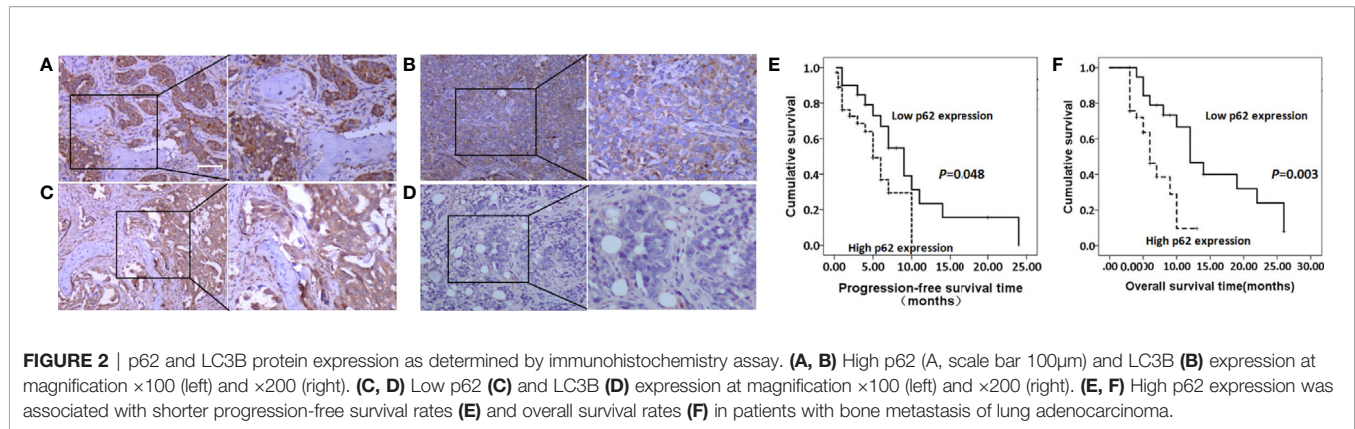 A
B
C
D
E
1.0
0.8
0.6
0.4
0.2
0.0
Cumulative survival
Low p62 expression
P=0.048
High p62 expression
0.00 5.00 10.00 15.00 20.00 25.00
Progression-free survival time
（months）
F
1.0
0.8
0.6
0.4
0.2
0.0
Cumulative survival
Low p62 expression
P=0.003
High p62 expression
.00 0.00 5.00 10.00 15.00 20.00 25.00 30.00
Overall survival time(months)
FIGURE 2 | p62 and LC3B protein expression as determined by immunohistochemistry assay. (A, B) High p62 (A, scale bar 100μm) and LC3B (B) expression at
magnification ×100 (left) and ×200 (right). (C, D) Low p62 (C) and LC3B (D) expression at magnification ×100 (left) and ×200 (right). (E, F) High p62 expression was
associated with shorter progression-free survival rates (E) and overall survival rates (F) in patients with bone metastasis of lung adenocarcinoma.